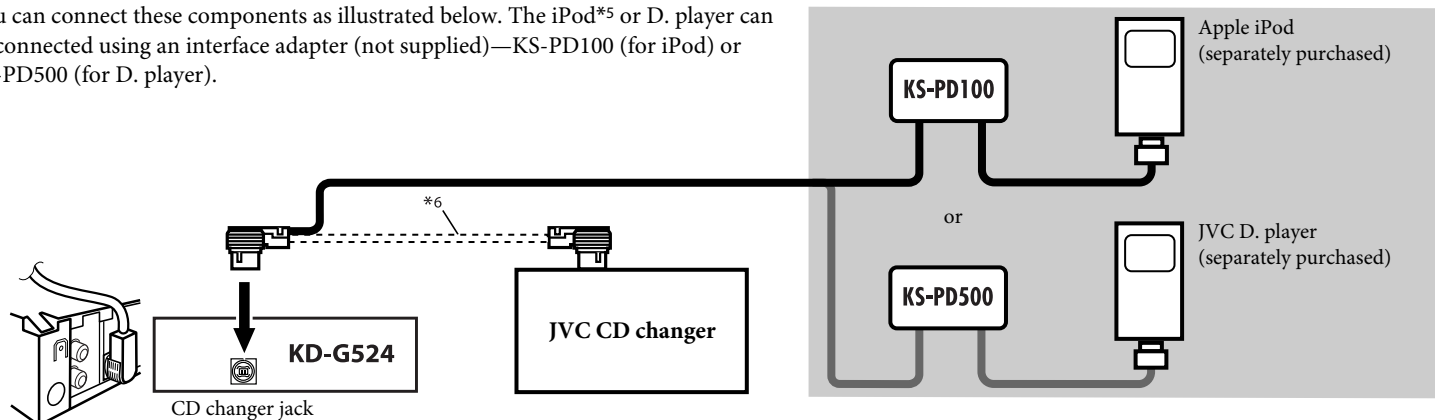 u can connect these components as illustrated below. The iPod*5 or D. player can
connected using an interface adapter (not supplied)—KS-PD100 (for iPod) or
-PD500 (for D. player).
Apple iPod
(separately purchased)
KS-PD100
*6
or
JVC D. player
(separately purchased)
KS-PD500
JVC CD changer
KD-G524
CD changer jack